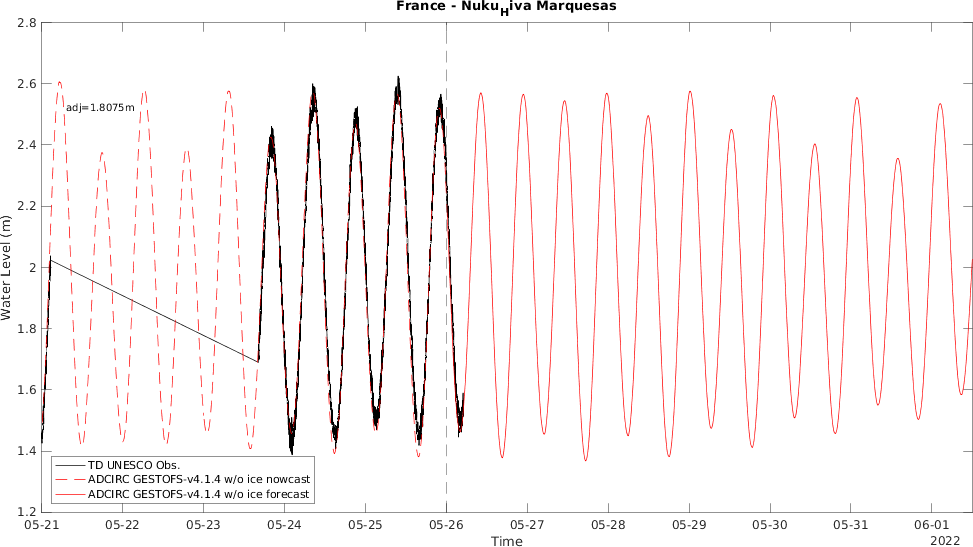 France - Nuku_Hiva Marquesas
2.8
2.6
adj=1.8075m
2.4
2.2
2
1.8
1.6
1.4
1.2
Water Level (m)
TD UNESCO Obs.
ADCIRC GESTOFS-v4.1.4 w/o ice nowcast
ADCIRC GESTOFS-v4.1.4 w/o ice forecast
05-21 05-22 05-23 05-24 05-25 05-26 05-27 05-28 05-29 05-30 05-31 06-01
Time
2022